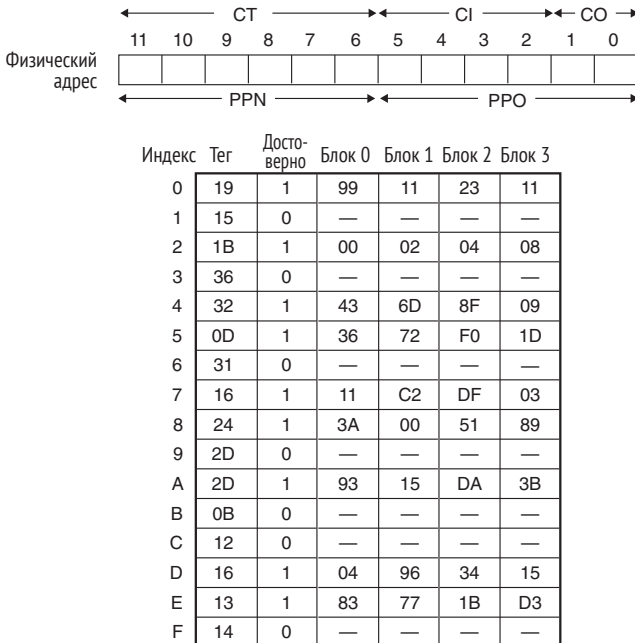 CT CI CO
11 10 9 8 7 6 5 4 3 2 1 0
Физический
адрес
PPN PPO
Индекс Тег Досто-верно Блок 0 Блок 1 Блок 2 Блок 3
0 19 1 99 11 23 11
1 15 0 — — — —
2 1B 1 00 02 04 08
3 36 0 — — — —
4 32 1 43 6D 8F 09
5 0D 1 36 72 F0 1D
6 31 0 — — — —
7 16 1 11 C2 DF 03
8 24 1 3A 00 51 89
9 2D 0 — — — —
A 2D 1 93 15 DA 3B
B 0B 0 — — — —
C 12 0 — — — —
D 16 1 04 96 34 15
E 13 1 83 77 1B D3
F 14 0 — — — —